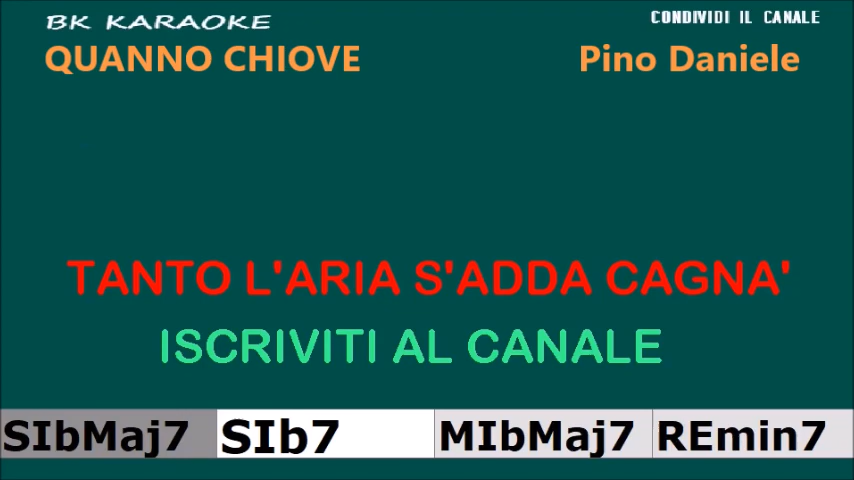 BK KARAOKE
CONDIVIDI IL CANALE
QUANNO CHIOVE
Pino Daniele
TANTO L'ARIA S'ADDA CAGNA'
ISCRIVITI AL CANALE
SIbMaj7 SIb7 MIbMaj7 REmin7